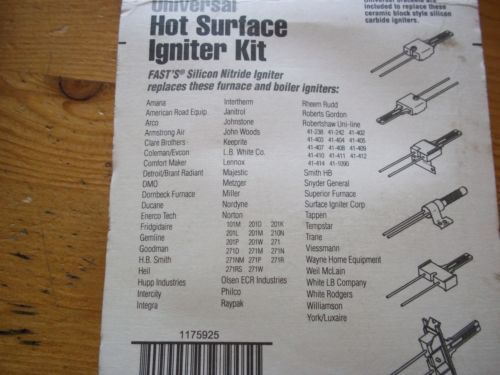 Universal
Hot Surface
Igniter Kit
FAST'S® Silicon Nitride Igniter
replaces these furnace and boiler igniters:
Amana
American Road Equip.
Arco
Armstrong Air
Clare Brothers
Coleman/Evcon
Comfort Maker
Detroit/Brant Radiant
DMO
Dornbeck Furnace
Ducane
Enerco Tech
Fridgidaire
Gemline
Goodman
H.B. Smith
Heil
Hupp Industries
Intercity
Integra
Intertherm
Janitrol
Johnstone
John Woods
Keeprite
L.B. White Co.
Lennox
Majestic
Metzger
Miller
Nordyne
Norton
101M 201D 201K
201L 201M 210N
201P 201W 271
271D 271M 271N
271NM 271P 271R
271RS 271W
Olsen ECR Industries
Philco
Raypak
Rheem Rudd
Roberts Gordon
Robertshaw Uni-line
41-238 41-242 41-402
41-403 41-404 41-405
41-407 41-408 41-409
41-410 41-411 41-412
41-414 41-1096
Smith HB
Snyder General
Superior Furnace
Surface Igniter Corp
Tappen
Tempstar
Trane
Viessmann
Wayne Home Equipment
Weil McLain
White LB Company
White Rodgers
Williamson
York/Luxaire
included to replace these
ceramic block style silicon
carbide igniters.
1175925